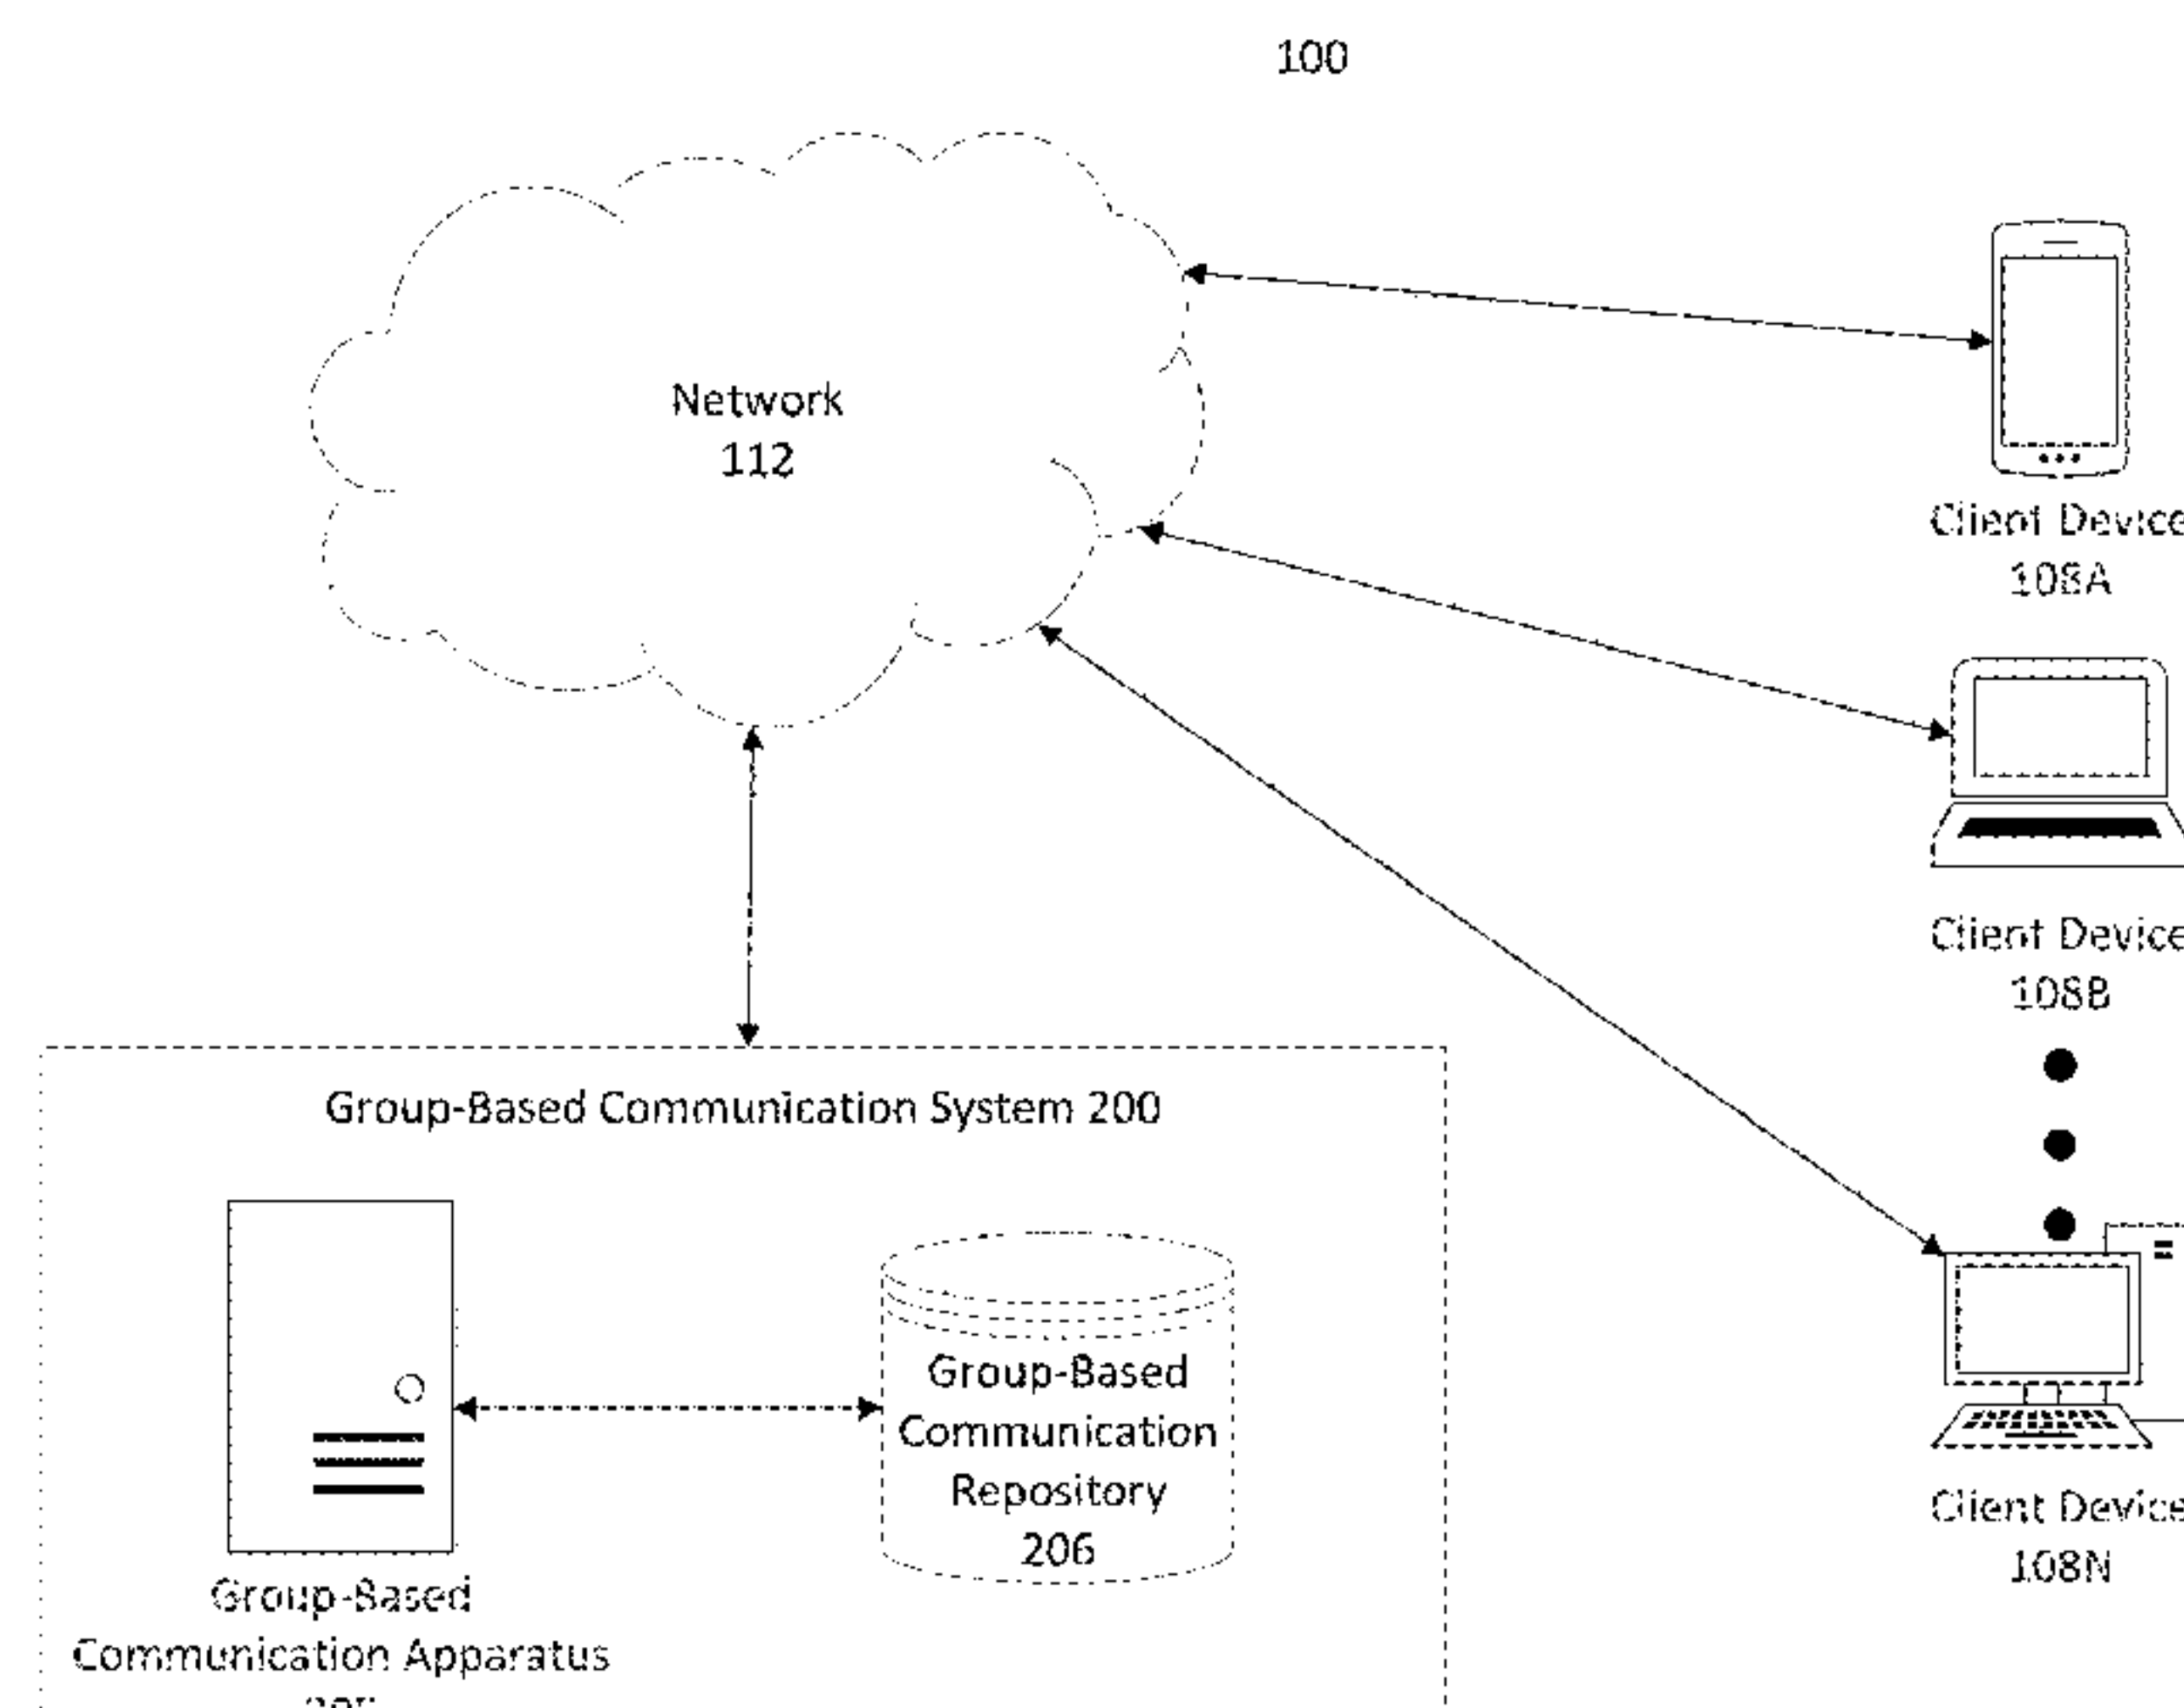 100
Network
112
Client Device
108A
Client Device
108B
Group-Based Communication System 200
Group-Based
Communication
Repository
206
Client Device
108N
Group-Based
Communication Apparatus